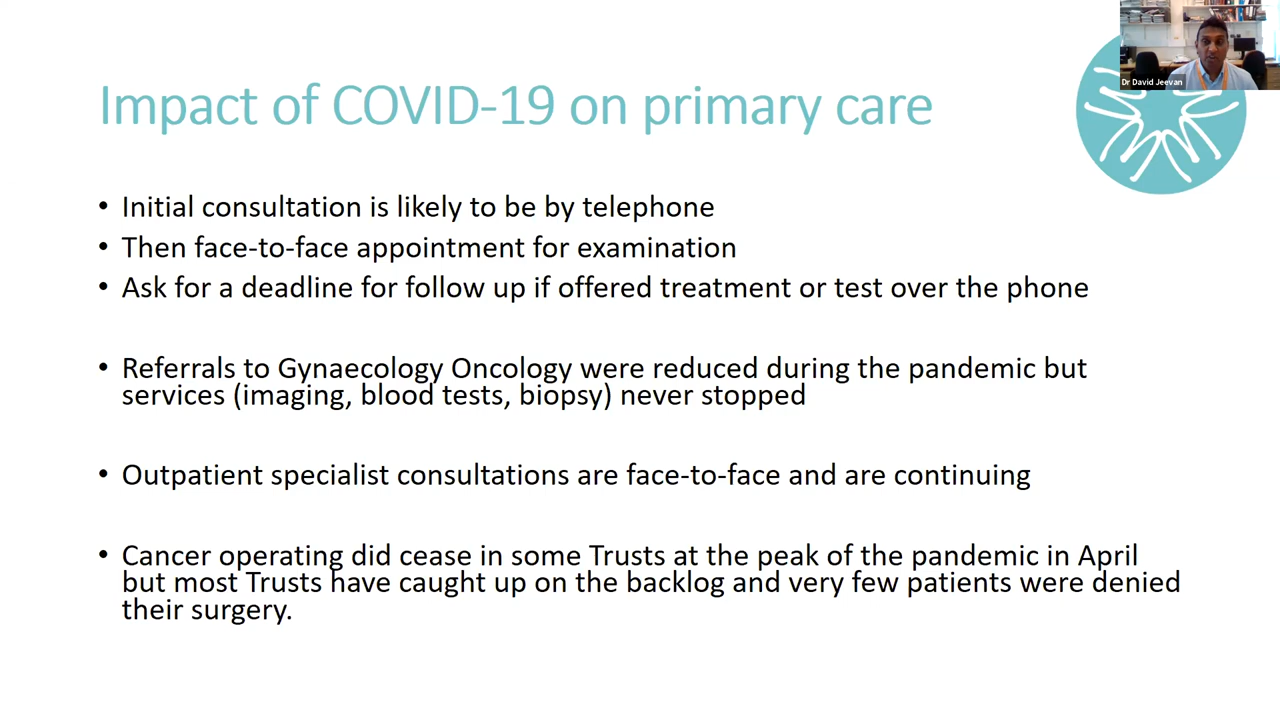 Dr David Jeevan
Impact of COVID-19 on primary care
• Initial consultation is likely to be by telephone
• Then face-to-face appointment for examination
• Ask for a deadline for follow up if offered treatment or test over the phone
• Referrals to Gynaecology Oncology were reduced during the pandemic but
services (imaging, blood tests, biopsy) never stopped
• Outpatient specialist consultations are face-to-face and are continuing
• Cancer operating did cease in some Trusts at the peak of the pandemic in April
but most Trusts have caught up on the backlog and very few patients were denied
their surgery.